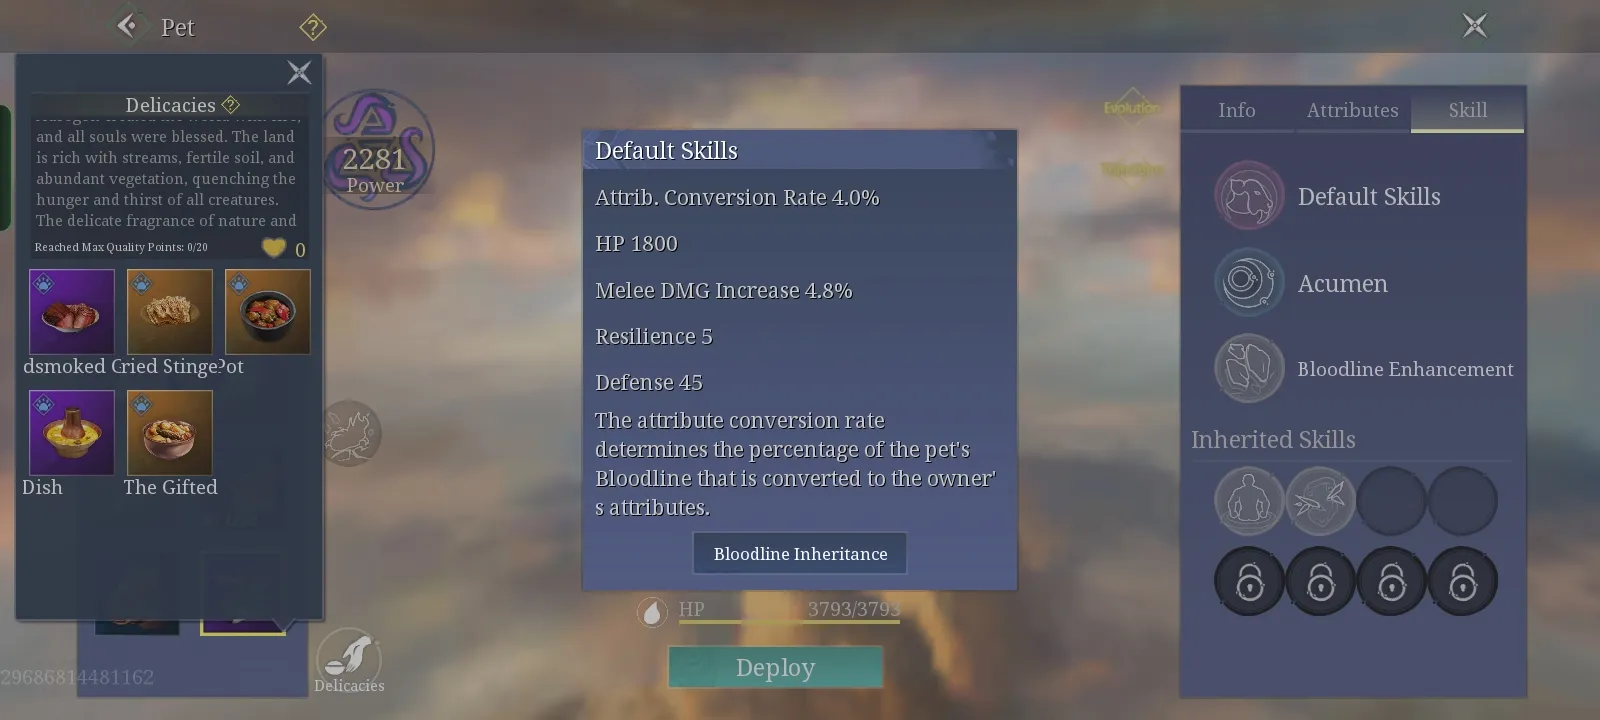 Pet
?
Delicacies ?
and all souls were blessed. The land
is rich with streams, fertile soil, and
abundant vegetation, quenching the
hunger and thirst of all creatures.
The delicate fragrance of nature and
Reached Max Quality Points: 0/20
0
dsmoked
ried Stinge
Pot
Dish
The Gifted
29686814481162
2281
Power
Delicacies
Default Skills
Attrib. Conversion Rate 4.0%
HP 1800
Melee DMG Increase 4.8%
Resilience 5
Defense 45
The attribute conversion rate
determines the percentage of the pet's
Bloodline that is converted to the owner'
s attributes.
Bloodline Inheritance
HP 3793/3793
Deploy
Evolution
Info
Attributes
Skill
Default Skills
Acumen
Bloodline Enhancement
Inherited Skills